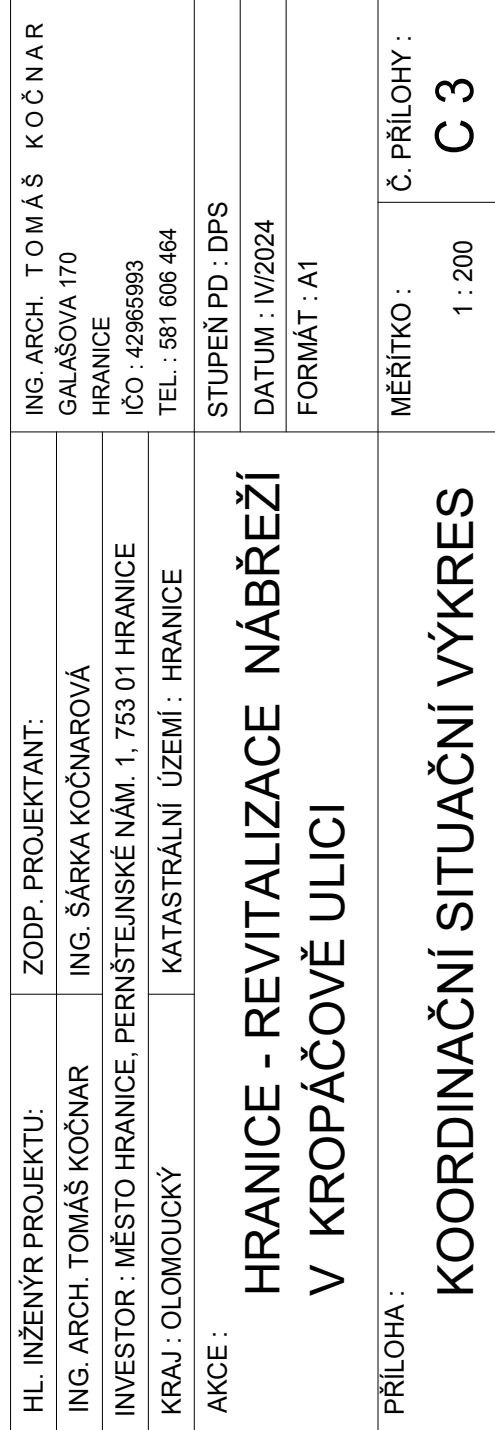 HL. INŽENÝR PROJEKTU:
ZODP. PROJEKTANT:
ING. ARCH. TOMÁŠ KOČNAR
ING. ŠÁRKA KOČNAROVÁ
INVESTOR : MĚSTO HRANICE, PERNŠTEJNSKÉ NÁM. 1, 753 01 HRANICE
KRAJ : OLOMOUCKÝ
KATASTRÁLNÍ ÚZEMÍ : HRANICE
ING. ARCH. TOMÁŠ KOČNAR
GALAŠOVA 170
HRANICE
IČO : 42965993
TEL. : 581 606 464
AKCE :
HRANICE - REVITALIZACE NÁBŘEŽÍ
V KROPÁČOVĚ ULICI
STUPEŇ PD : DPS
DATUM : IV/2024
FORMÁT : A1
PŘÍLOHA :
KOORDINAČNÍ SITUAČNÍ VÝKRES
MĚŘÍTKO :
1 : 200
Č. PŘÍLOHY :
C 3